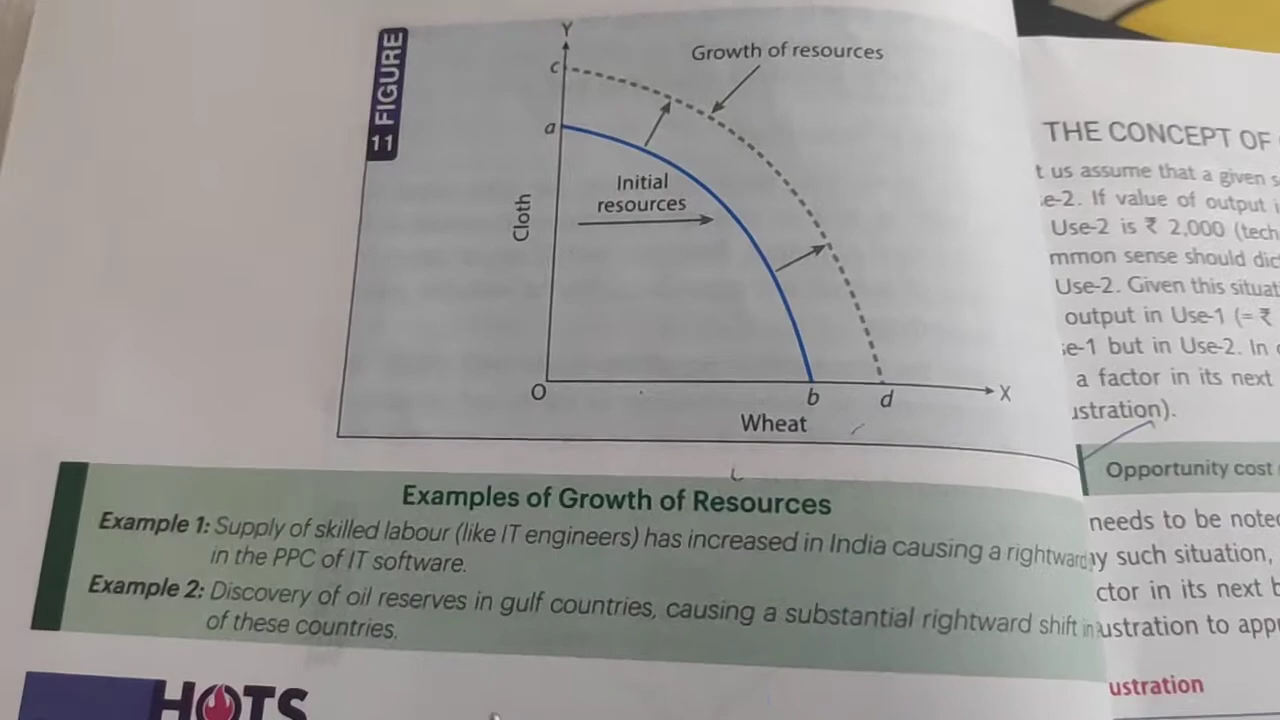 11 FIGURE
Y
Growth of resources
c
a
Initial
resources
Cloth
O
b
d
X
Wheat
Examples of Growth of Resources
Example 1: Supply of skilled labour (like IT engineers) has increased in India causing a rightward
in the PPC of IT software.
Example 2: Discovery of oil reserves in gulf countries, causing a substantial rightward shift in
of these countries.
HOTS
THE CONCEPT OF
t us assume that a given
e-2. If value of output
Use-2 is ₹ 2,000 (tech
mmon sense should
Use-2. Given this
output in Use-1 (= ₹
e-1 but in Use-2. In
a factor in its next
ustration).
Opportunity cost
needs to be
y such situation,
ctor in its next
ustration to
ustration